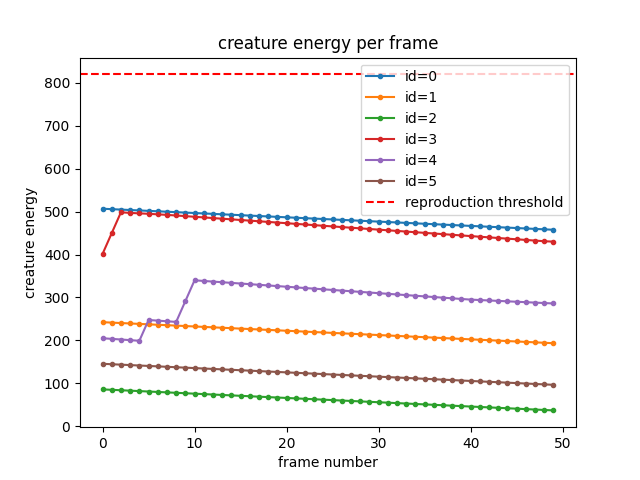 creature energy per frame
creature energy
800
700
600
500
400
300
200
100
0
id=0
id=1
id=2
id=3
id=4
id=5
reproduction threshold
0
10
20
30
40
50
frame number